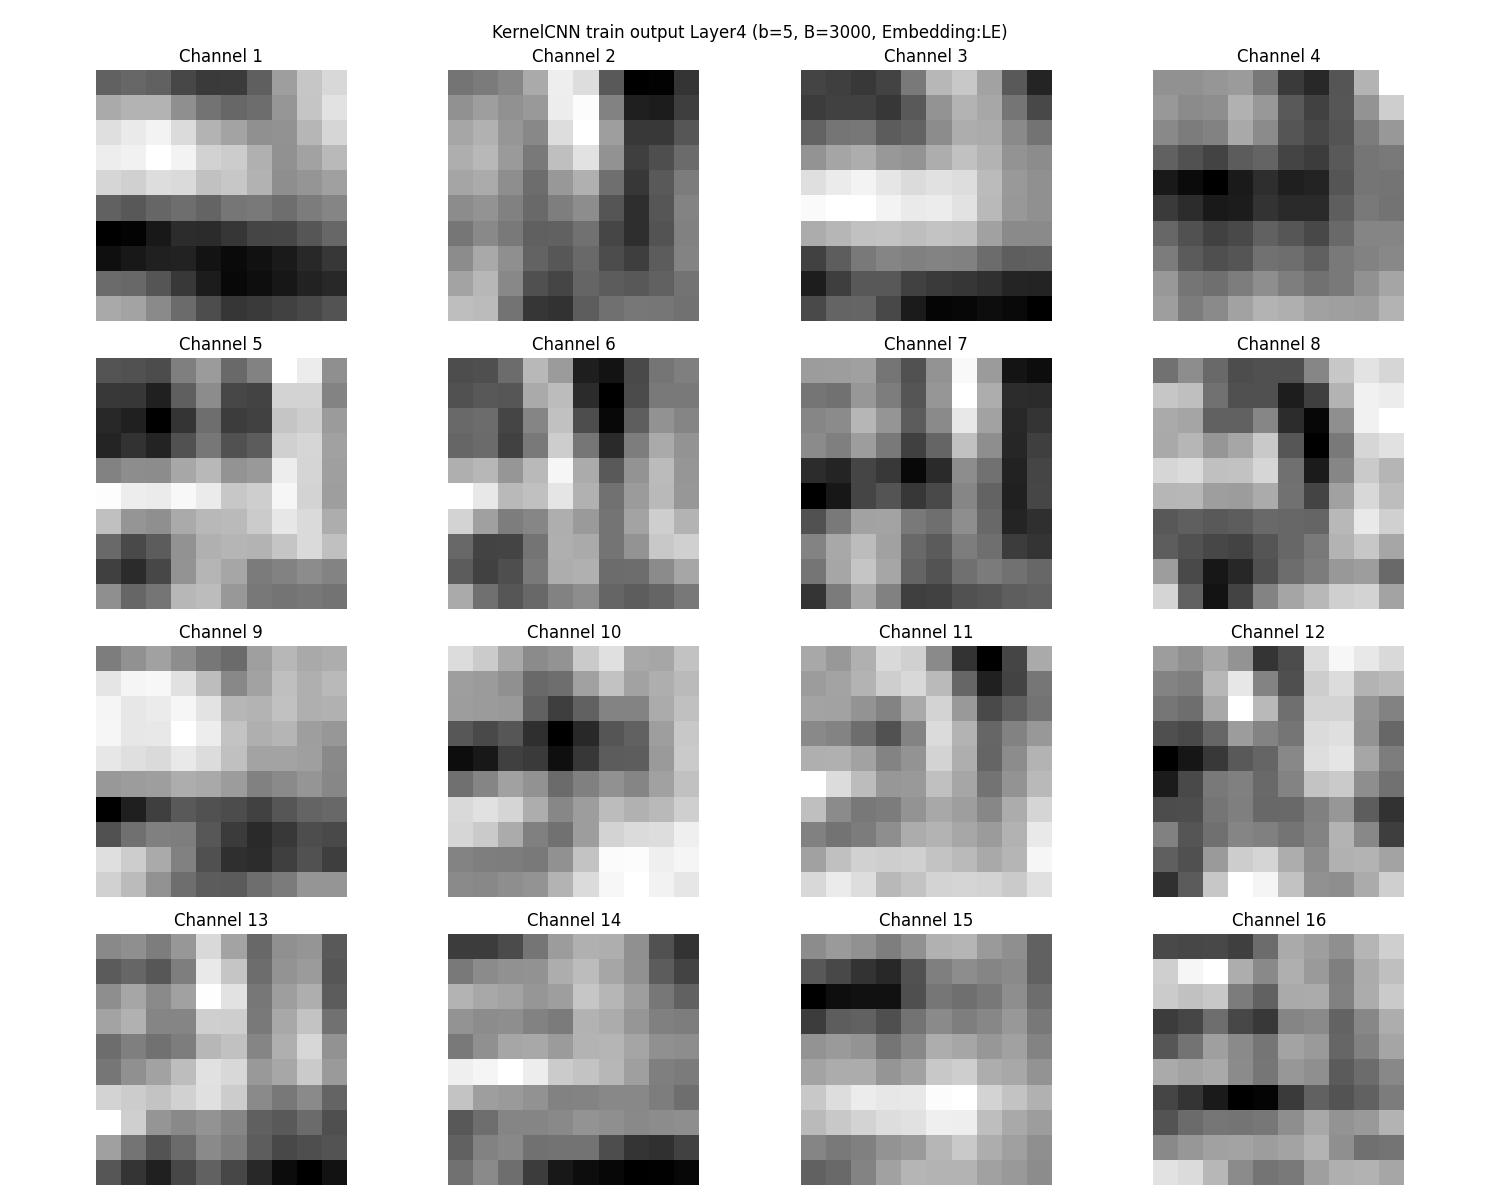 KernelCNN train output Layer4 (b=5, B=3000, Embedding:LE)
Channel 1
Channel 2
Channel 3
Channel 4
Channel 5
Channel 6
Channel 7
Channel 8
Channel 9
Channel 10
Channel 11
Channel 12
Channel 13
Channel 14
Channel 15
Channel 16